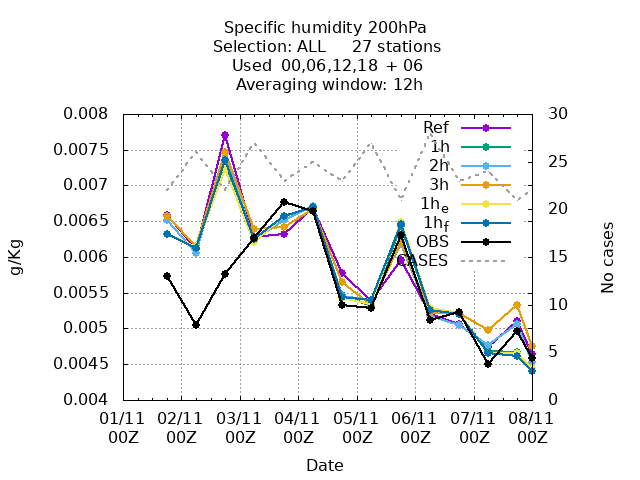 Specific humidity 200hPa
Selection: ALL     27 stations
Used  00,06,12,18  + 06
Averaging window: 12h
g/Kg
No cases
0.008
0.0075
0.007
0.0065
0.006
0.0055
0.005
0.0045
0.004
30
25
20
15
10
5
0
Ref
1h
2h
3h
1he
1hf
OBS
CASES
01/11 02/11 03/11 04/11 05/11 06/11 07/11 08/11
00Z 00Z 00Z 00Z 00Z 00Z 00Z 00Z
Date